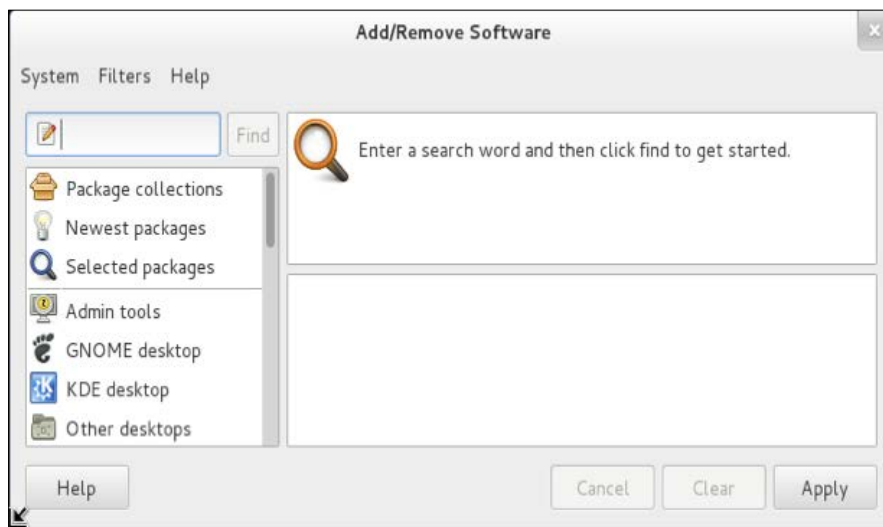 Add/Remove Software
System Filters Help
Find
Enter a search word and then click find to get started.
Package collections
Newest packages
Selected packages
Admin tools
GNOME desktop
KDE desktop
Other desktops
Help
Cancel
Clear
Apply